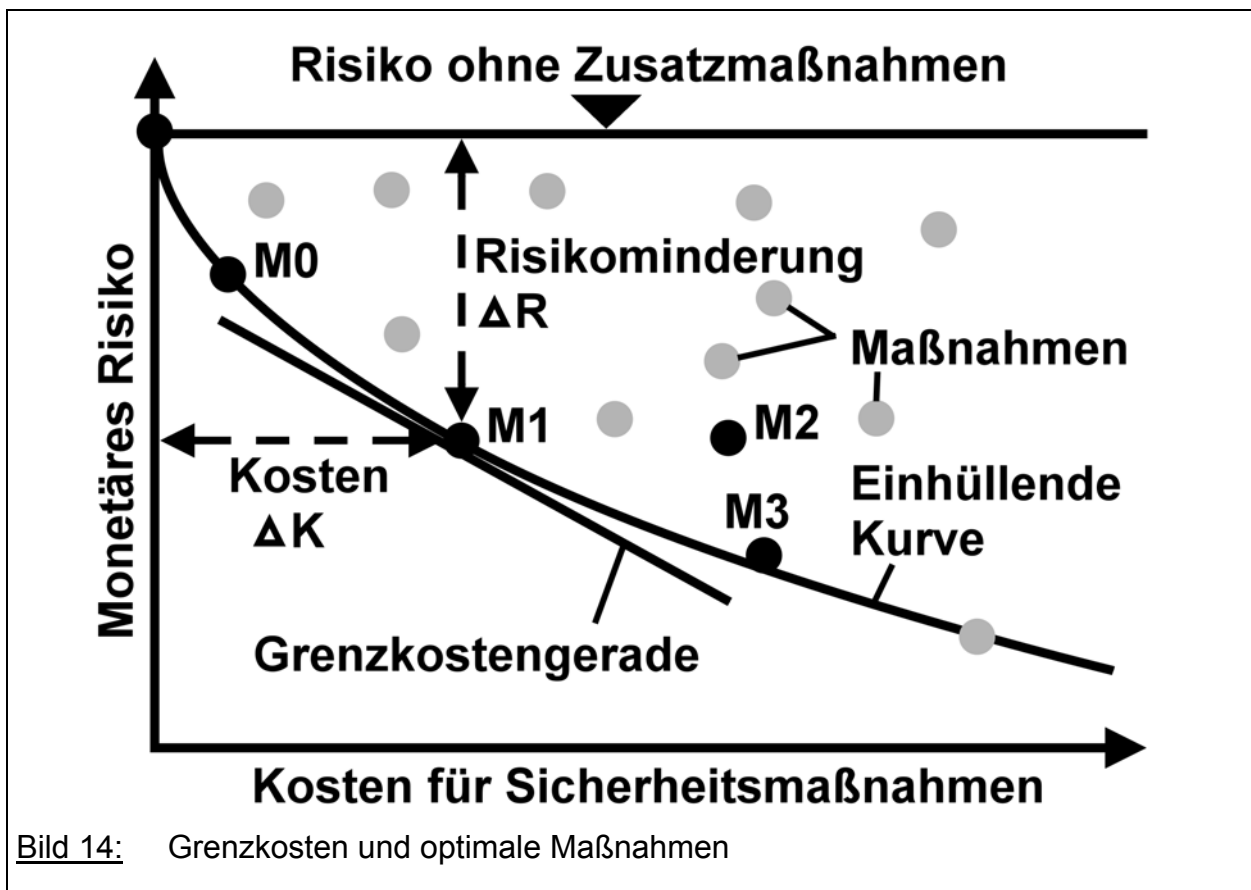 Risiko ohne Zusatzmaßnahmen
M0
Risikominderung
ΔR
Maßnahmen
M1
M2
Kosten
ΔK
M3
Einhüllende
Kurve
Grenzkostengerade
Monetäres Risiko
Kosten für Sicherheitsmaßnahmen
Bild 14: Grenzkosten und optimale Maßnahmen